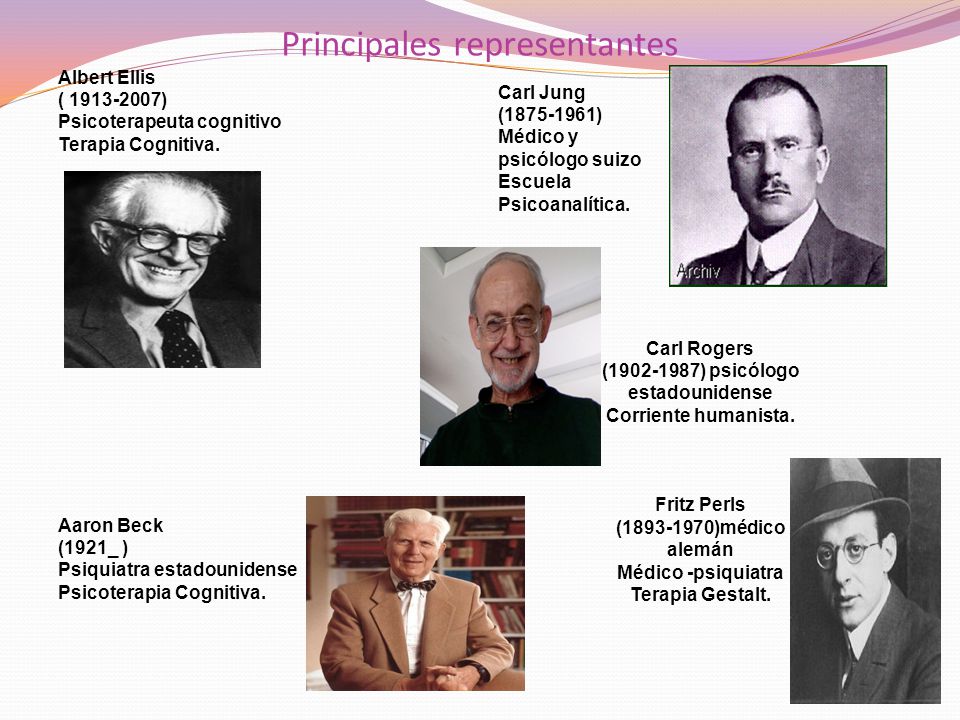 Principales representantes
Albert Ellis
( 1913-2007)
Psicoterapeuta cognitivo
Terapia Cognitiva.
Carl Jung
(1875-1961)
Médico y
psicólogo suizo
Escuela
Psicoanalítica.
Archiv
Carl Rogers
(1902-1987) psicólogo
estadounidense
Corriente humanista.
Aaron Beck
(1921_ )
Psiquiatra estadounidense
Psicoterapia Cognitiva.
Fritz Perls
(1893-1970)médico
alemán
Médico -psiquiatra
Terapia Gestalt.